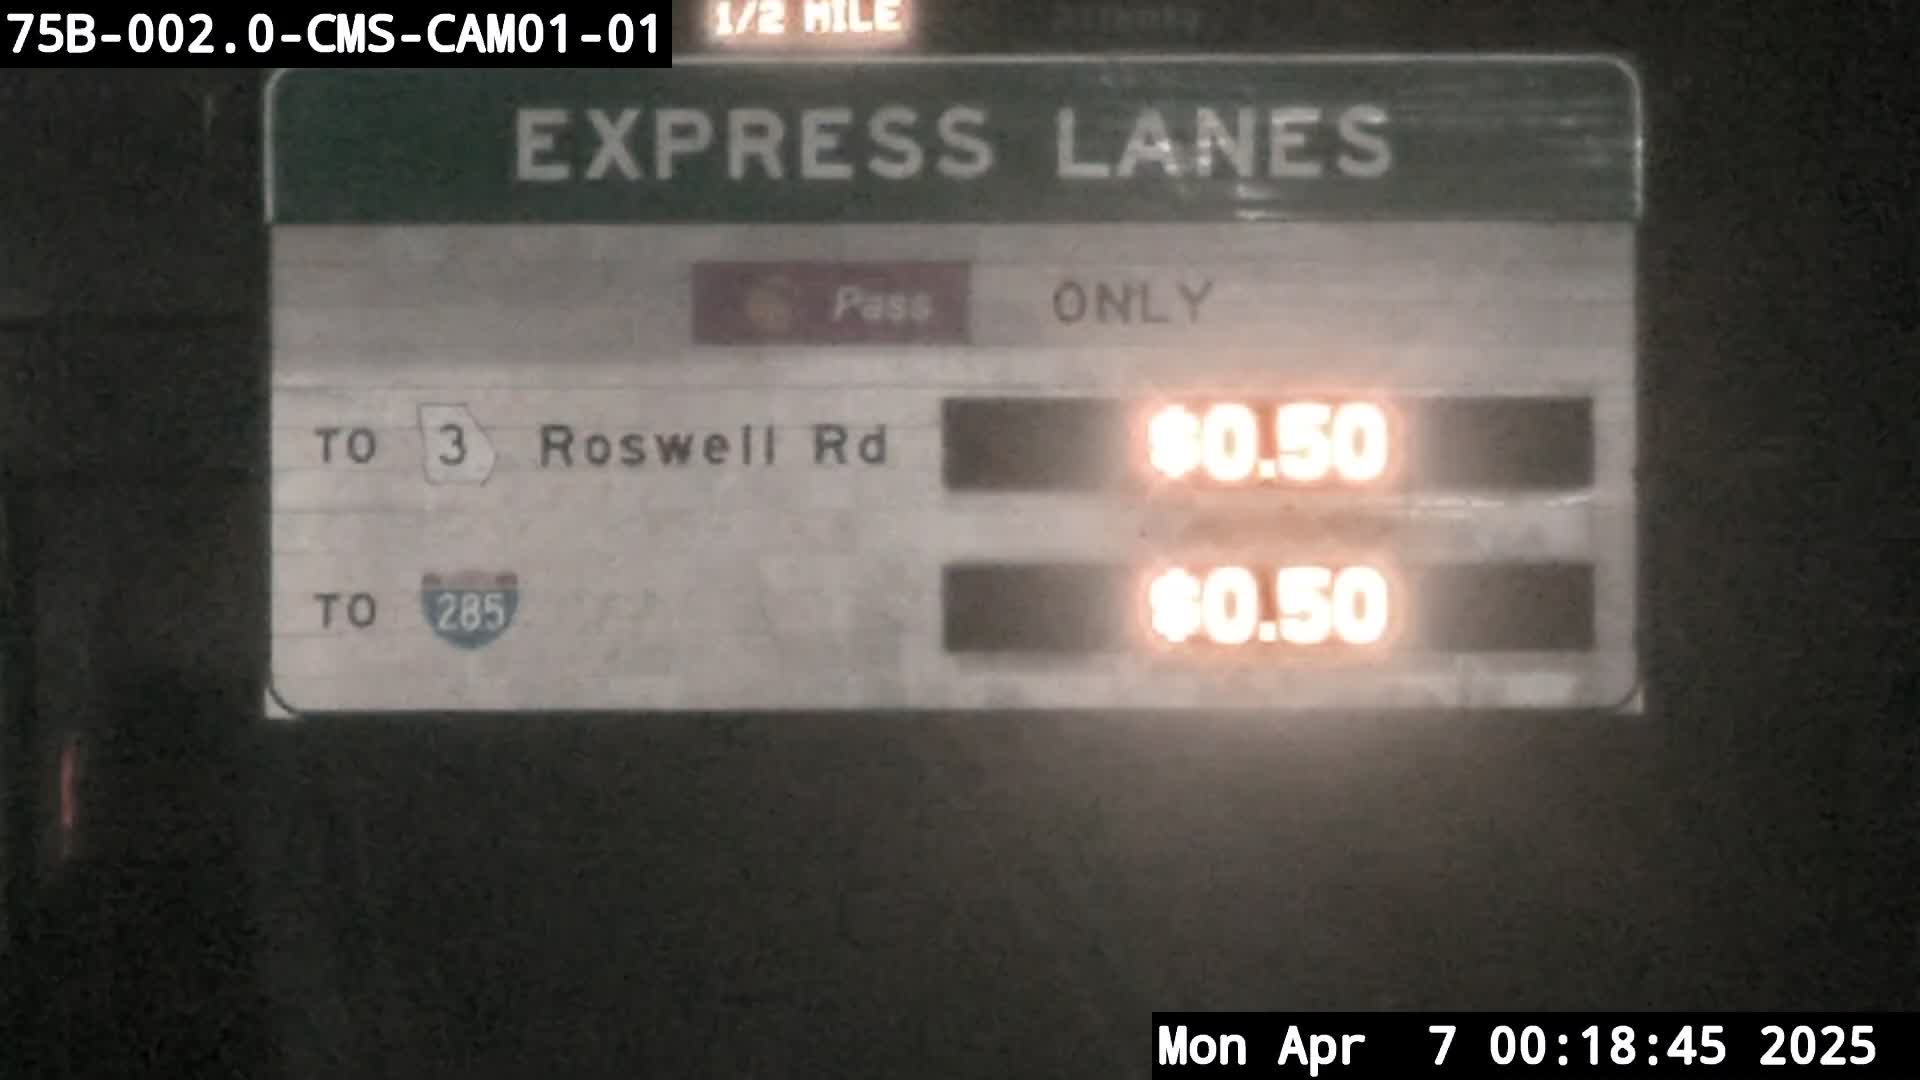 75B-002.0-CMS-CAM01-01
1/2 MILE
EXPRESS LANES
Pass ONLY
TO 3 Roswell Rd $0.50
TO 285 $0.50
Mon Apr 7 00:18:45 2025